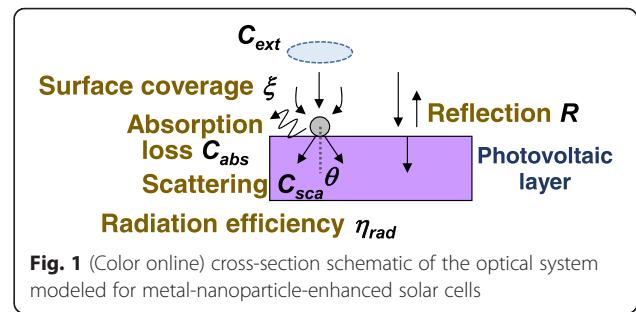 C_ext
Surface coverage ξ
Absorption
loss C_abs
Scattering C_sca θ
Radiation efficiency η_rad
Reflection R
Photovoltaic
layer
Fig. 1 (Color online) cross-section schematic of the optical system
modeled for metal-nanoparticle-enhanced solar cells